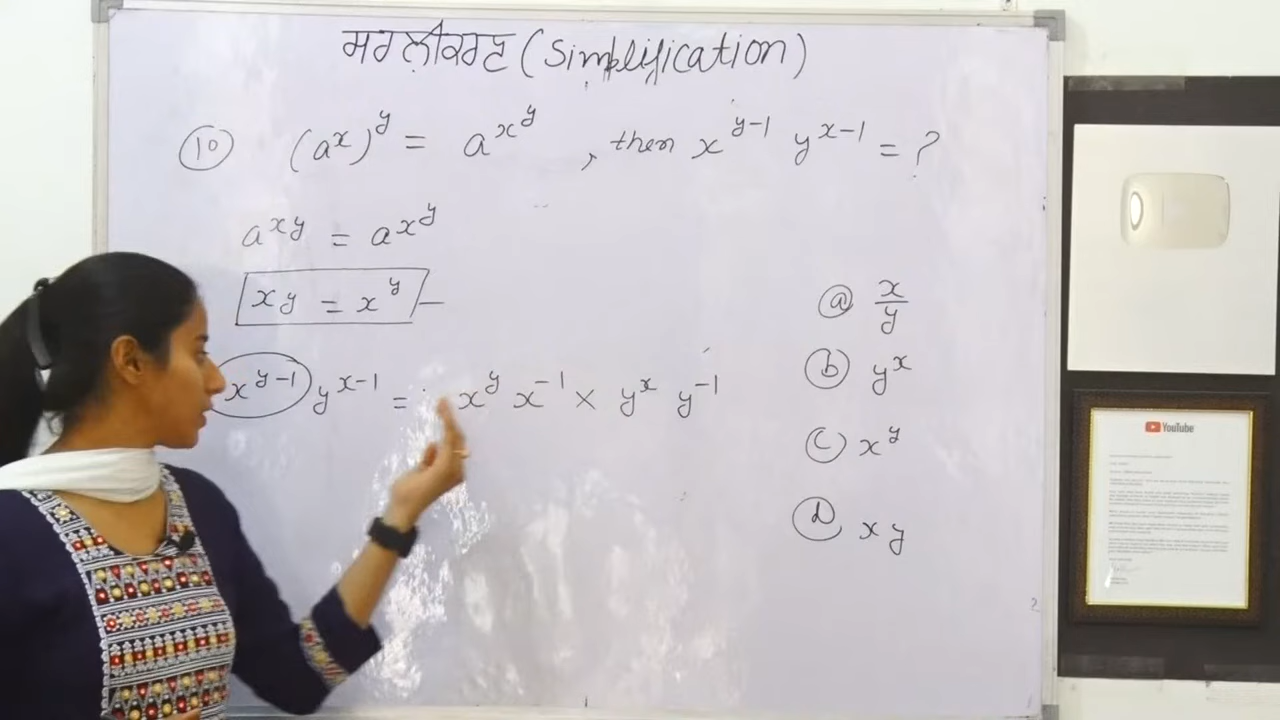 ਸਰਲੀਕਰਣ (Simplification)
(10) (a^x)^y = a^{x^y} , then x^{y-1} y^{x-1} = ?
a^{xy} = a^{x^y}
xy = x^y
x^{y-1} y^{x-1} = x^y x^{-1} × y^x y^{-1}
(a) x/y
(b) y^x
(c) x^y
(d) xy
YouTube